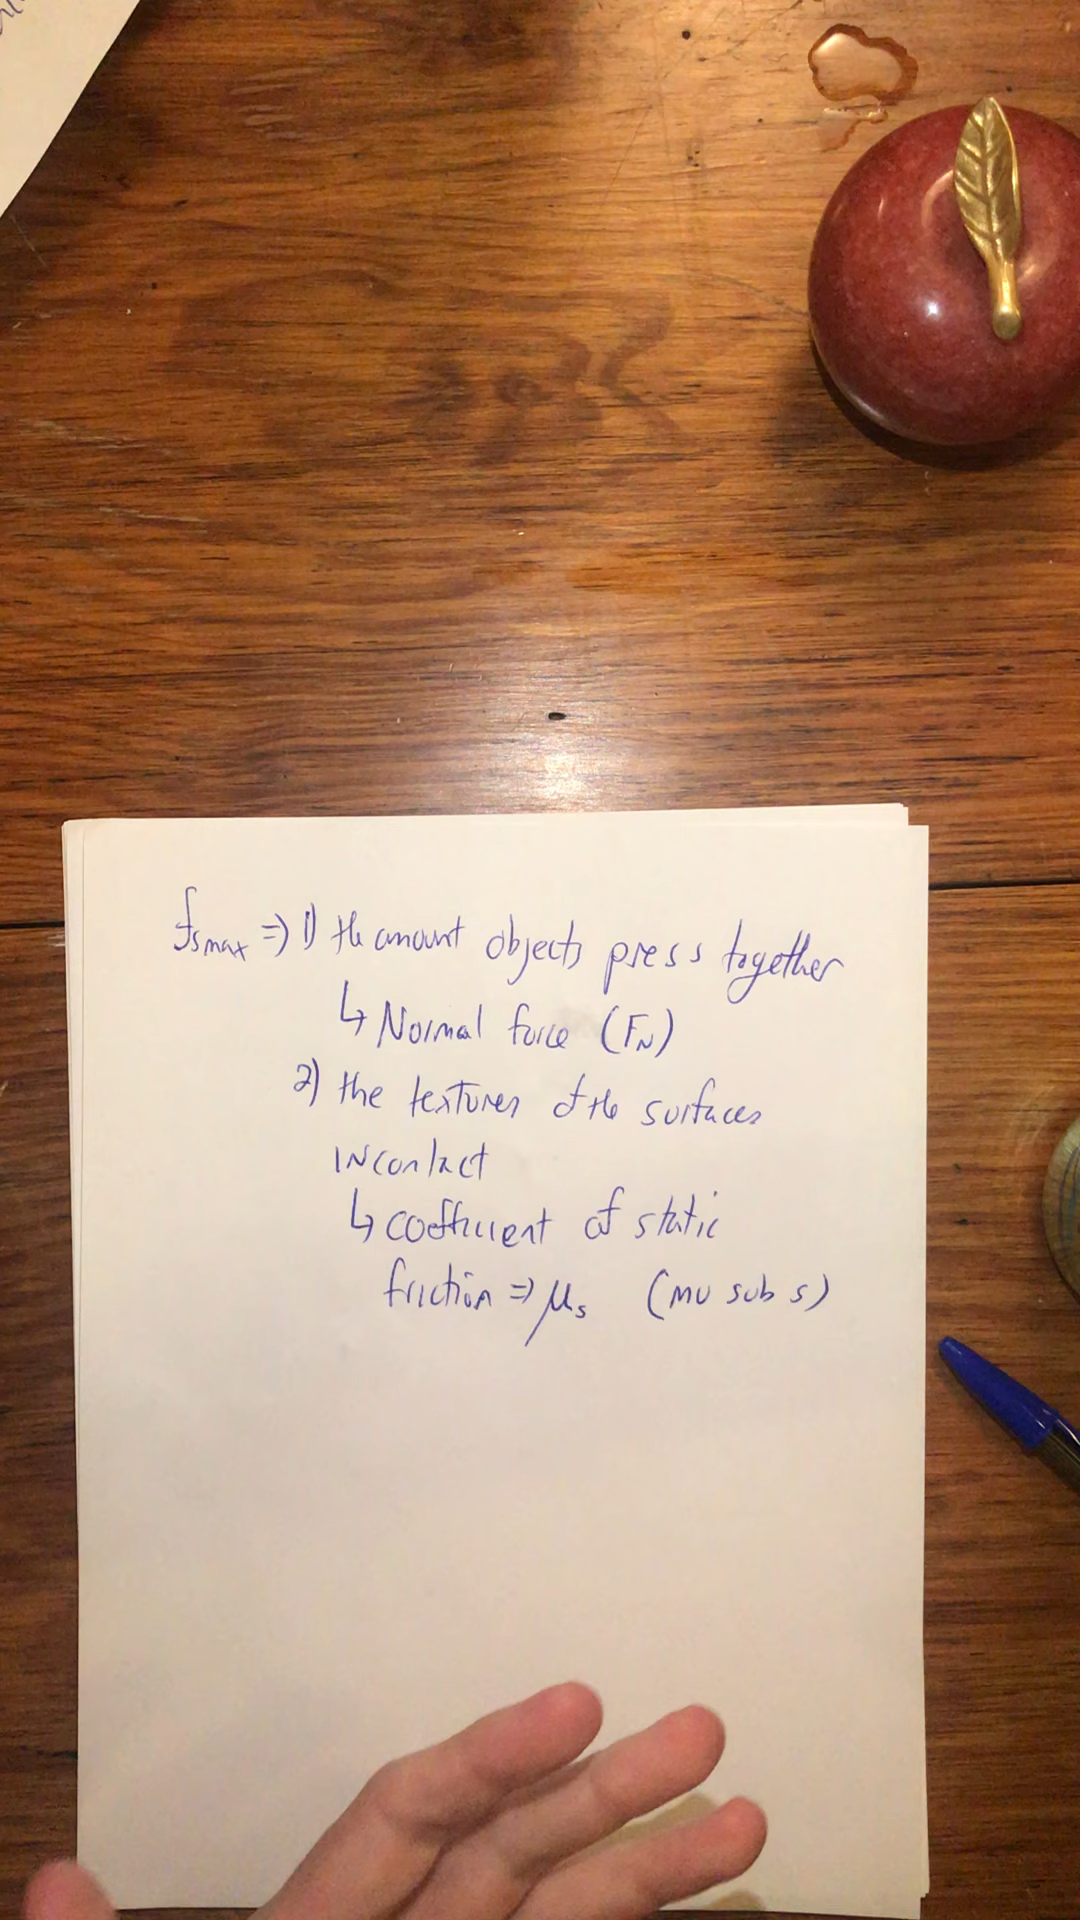 fsmax => 1) the amount objects press together
↳ Normal force (FN)
2) the textures of the surfaces
IN contact
↳ coefficient of static
friction => μs (mu sub s)